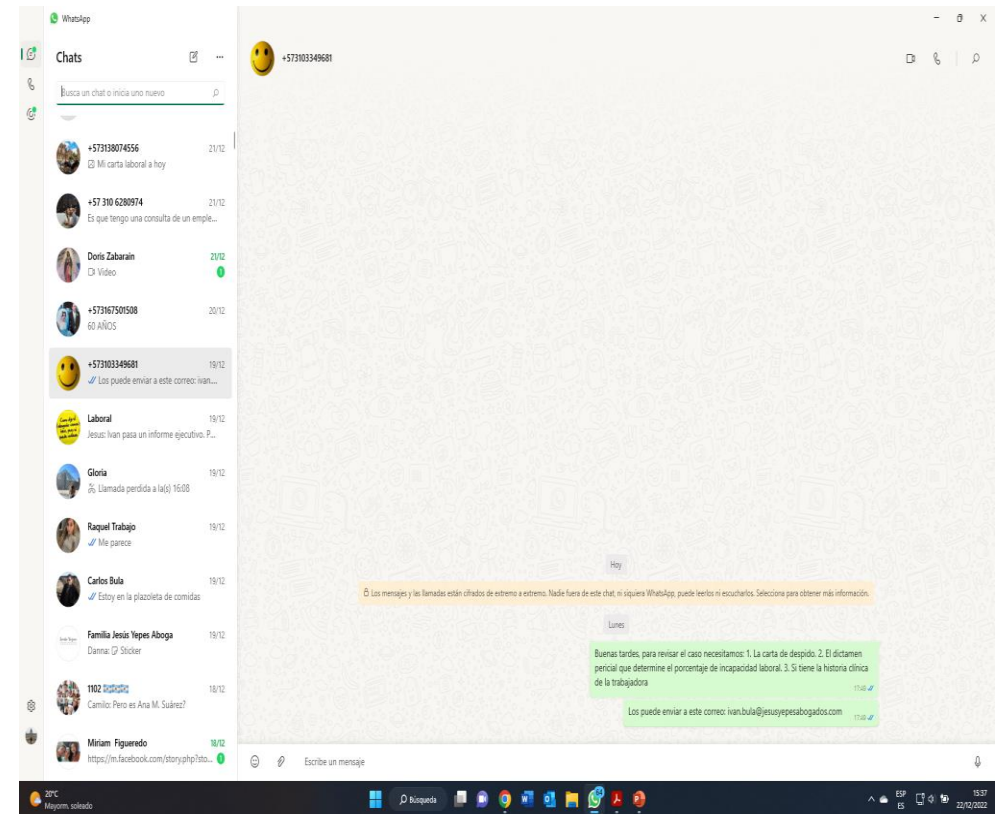 WhatsApp
Chats
Busca un chat o inicia uno nuevo
+573138074556 21/12
Mi carta laboral a hoy
+57 310 6280974 21/12
Es que tengo una consulta de un emple...
Doris Zabarain 21/12
Video 1
+573167501508 20/12
60 AÑOS
+573103349681 19/12
Los puede enviar a este correo: ivan....
Laboral 19/12
Jesus: Ivan pasa un informe ejecutivo. P...
Gloria 19/12
Llamada perdida a la(s) 16:08
Raquel Trabajo 19/12
Me parece
Carlos Bula 19/12
Estoy en la plazoleta de comidas
Familia Jesús Yepes Aboga 19/12
Danna: Sticker
1102 18/12
Camilo: Pero es Ana M. Suárez?
Miriam Figueredo 18/12
https://m.facebook.com/story.php?sto... 1
+573103349681
Hoy
Los mensajes y las llamadas están cifrados de extremo a extremo. Nadie fuera de este chat, ni siquiera WhatsApp, puede leerlos ni escucharlos. Selecciona para obtener más información.
Lunes
Buenas tardes, para revisar el caso necesitamos: 1. La carta de despido. 2. El dictamen
pericial que determine el porcentaje de incapacidad laboral. 3. Si tiene la historia clínica
de la trabajadora
Los puede enviar a este correo: ivan.bula@jesusyepesabogados.com
Escribe un mensaje
20°C
Mayorm. soleado
Búsqueda
ESP
ES
15:37
22/12/2022